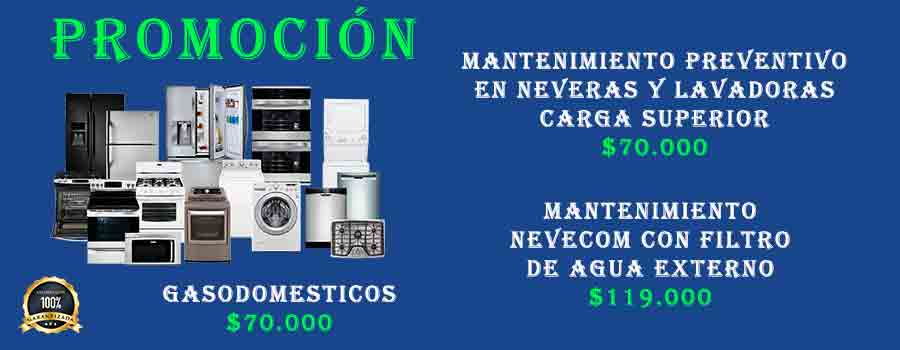 PROMOCIÓN
MANTENIMIENTO PREVENTIVO
EN NEVERAS Y LAVADORAS
CARGA SUPERIOR
$70.000
MANTENIMIENTO
NEVECOM CON FILTRO
DE AGUA EXTERNO
$119.000
GASODOMESTICOS
$70.000
100%
GARANTIZADA